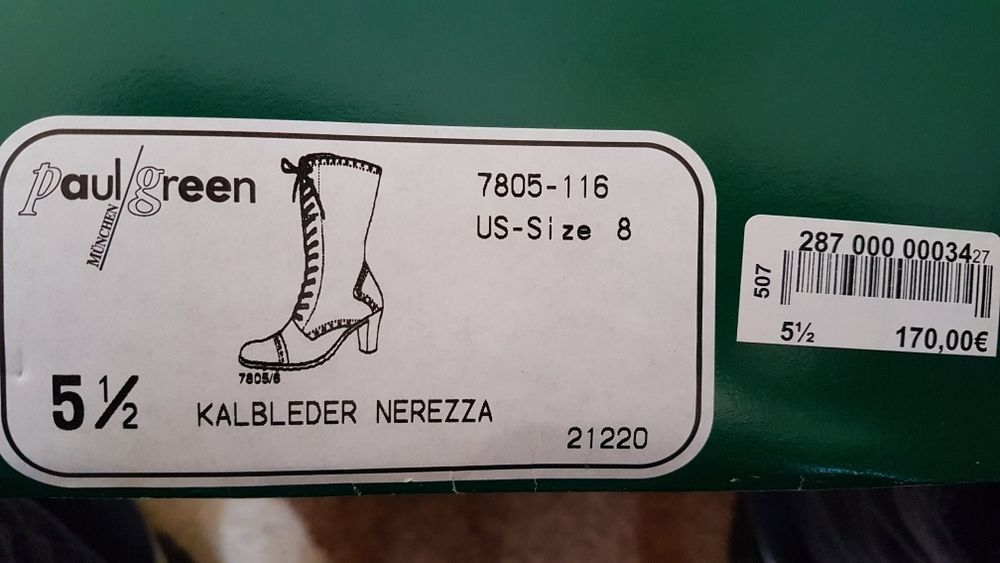 paul/green
MÜNCHEN
7805-116
US-Size 8
7805/6
5½
KALBLEDER NEREZZA
21220
287 000 0003427
507
5½
170,00€